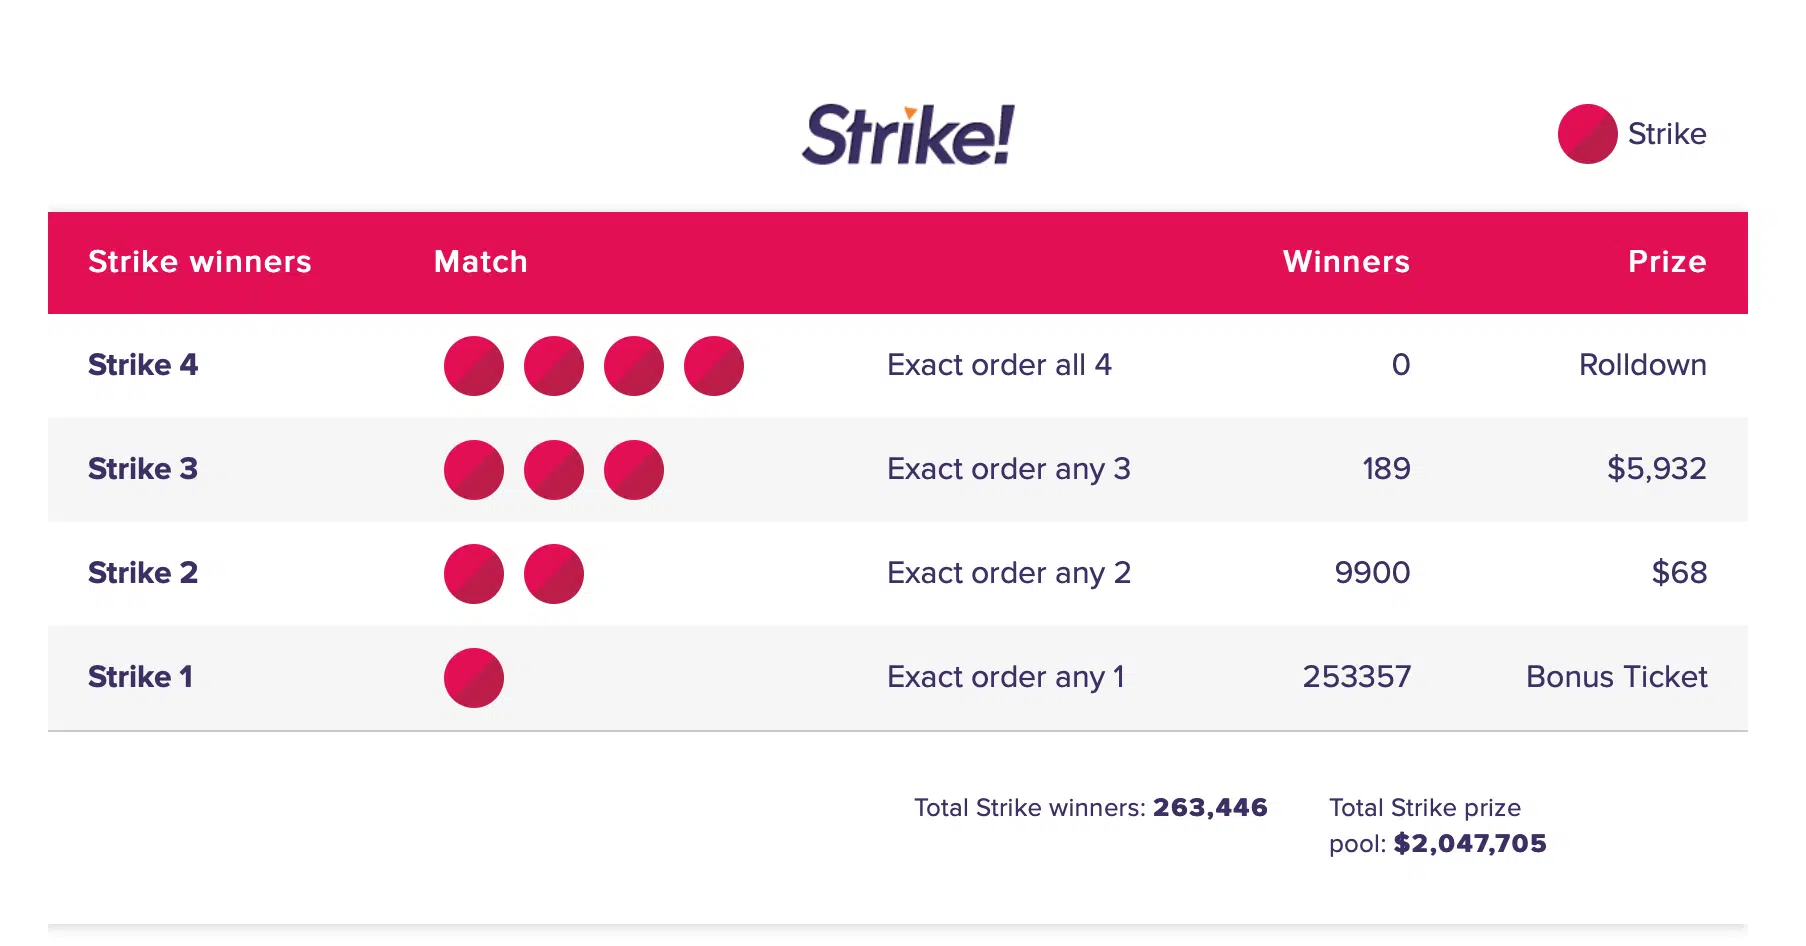 Strike!
Strike
Strike winners Match Winners Prize
Strike 4 Exact order all 4 0 Rolldown
Strike 3 Exact order any 3 189 $5,932
Strike 2 Exact order any 2 9900 $68
Strike 1 Exact order any 1 253357 Bonus Ticket
Total Strike winners: 263,446
Total Strike prize
pool: $2,047,705